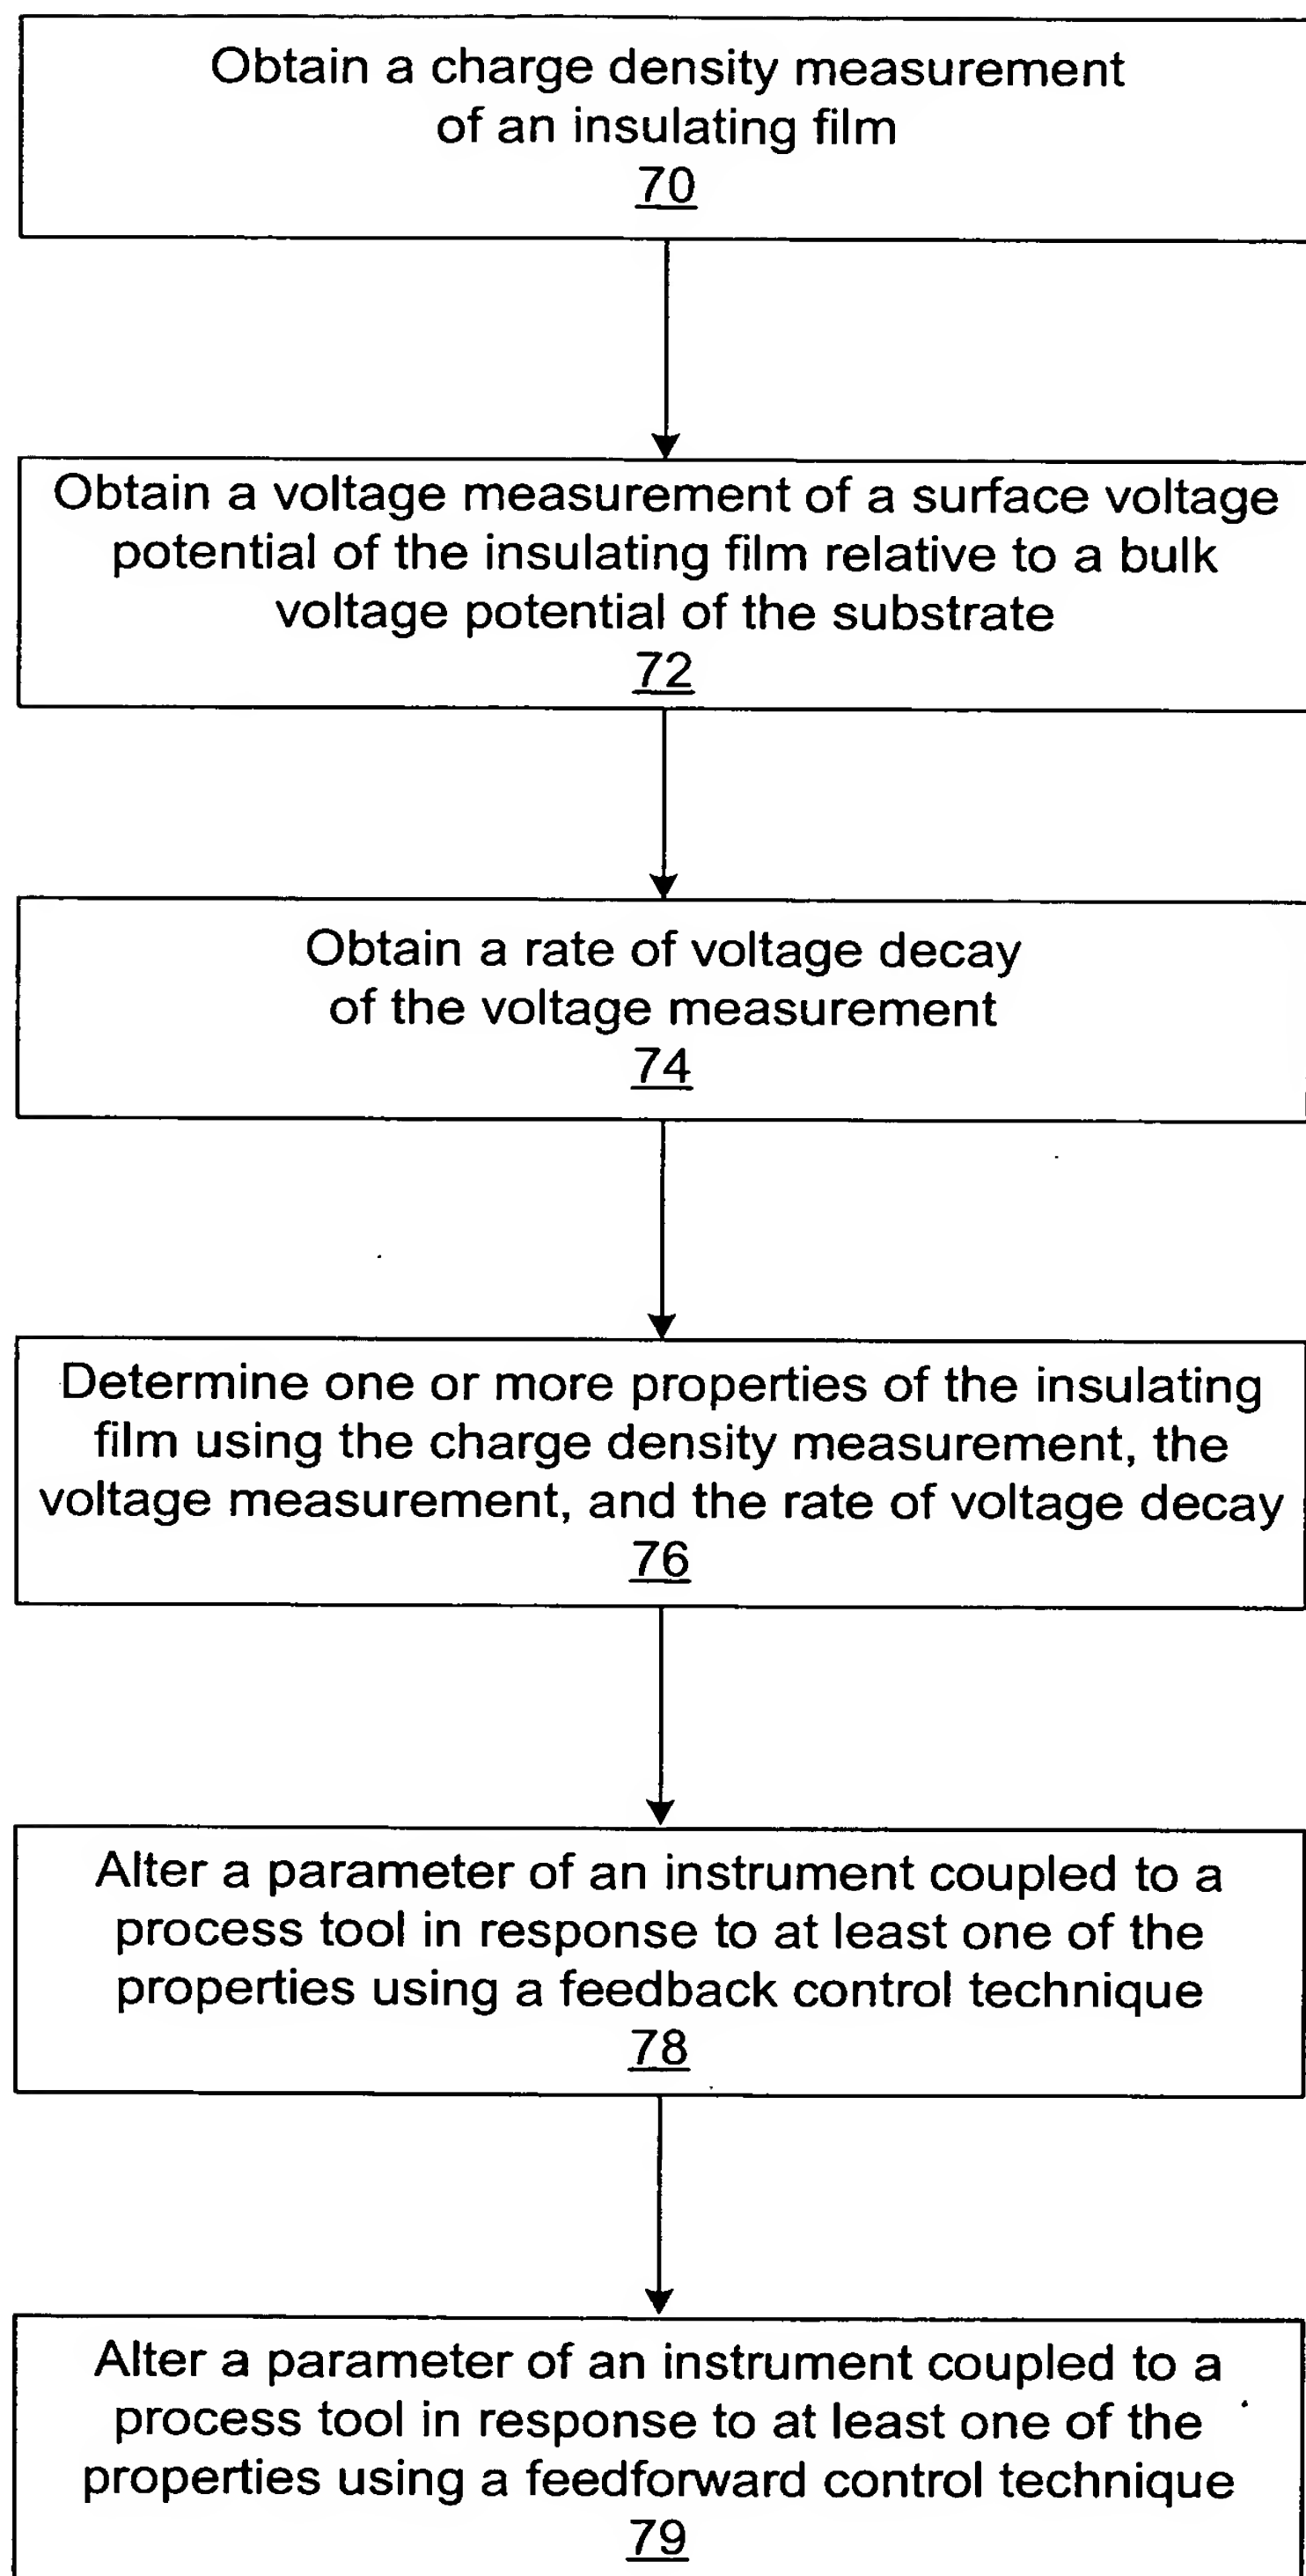 Obtain a charge density measurement
of an insulating film
70
Obtain a voltage measurement of a surface voltage
potential of the insulating film relative to a bulk
voltage potential of the substrate
72
Obtain a rate of voltage decay
of the voltage measurement
74
Determine one or more properties of the insulating
film using the charge density measurement, the
voltage measurement, and the rate of voltage decay
76
Alter a parameter of an instrument coupled to a
process tool in response to at least one of the
properties using a feedback control technique
78
Alter a parameter of an instrument coupled to a
process tool in response to at least one of the
properties using a feedforward control technique
79